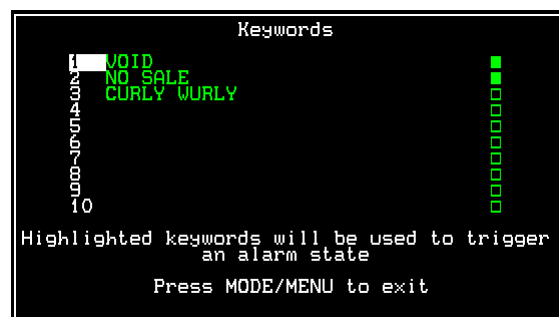 Keywords
1 VOID
2 NO SALE
3 CURLY WURLY
4
5
6
7
8
9
10
Highlighted keywords will be used to trigger
an alarm state
Press MODE/MENU to exit